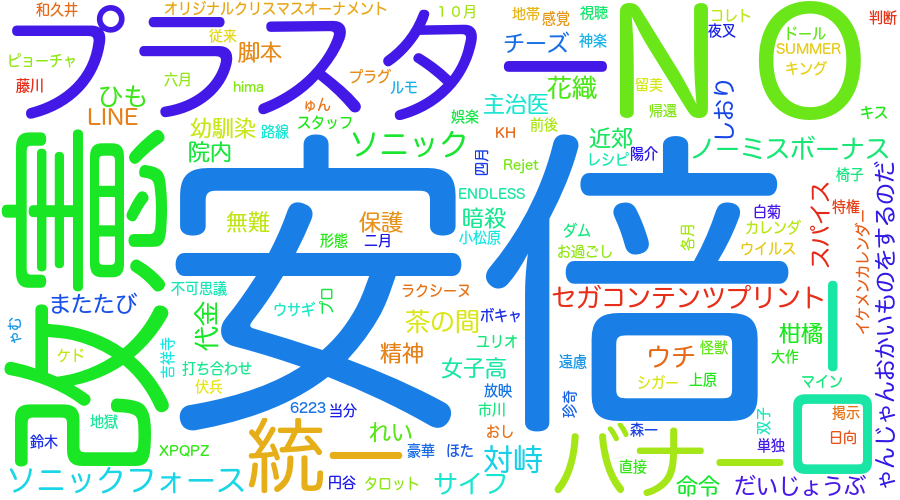 和久井
オリジナルクリスマスオーナメント
１０月
地帯
感覚
視聴
コレト
判断
プラスター
NO
従来
脚本
チーズ
神楽
夜叉
ドール
SUMMER
ピョーチャ
キング
藤川
六月
hima
プラグ
ルモ
花織
留美
しおり
ひも
LINE
ゅん
スタッフ
娯楽
主治医
帰還
キス
幼馴染
路線
ソニック
KH
前後
近郊
ノーミスボーナス
院内
四月
Rejet
レシピ
陽介
椅子
改憲
安倍
ENDLESS
スパイス
特権
無難
保護
暗殺
白菊
カレンダ
形態
二月
小松原
ダム
各月
お過ごし
ウイルス
イケメンカレンダー
ゃんじゃんおかいものをするのだ
不可思議
ラクシーヌ
またたび
ウサギ
プロ
セガコンテンツプリント
代金
茶の間
ボキャ
ゃむ
柑橘
ケド
吉祥寺
精神
ユリオ
ウチ
怪獣
大作
打ち合わせ
女子高
遠慮
伏兵
放映
シガー
上原
マイン
6223
当分
市川
珍奇
双子
掲示
地獄
統一
れい
おし
バナー
森一
日向
鈴木
XPQPZ
豪華
ほた
対峙
直接
単独
ロー
ソニックフォース
円谷
タロット
サイブ
命令
だいじょうぶ